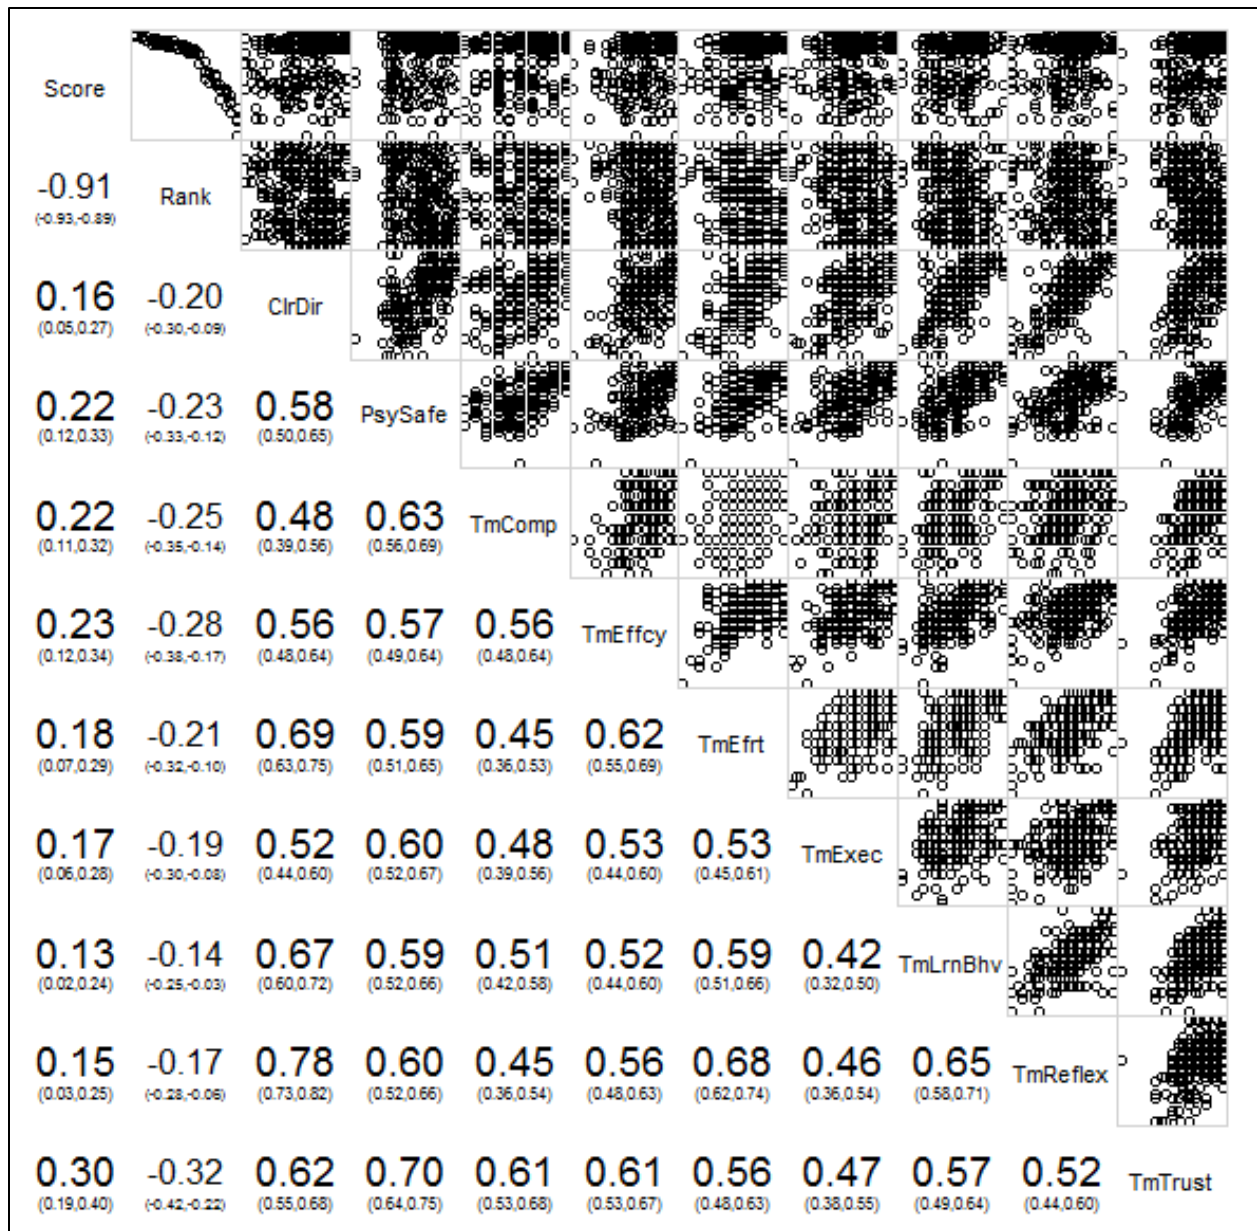 Score
-0.91 Rank
(-0.93,-0.89)
0.16 -0.20 ClrDir
(0.05,0.27) (-0.30,-0.09)
0.22 -0.23 0.58 PsySafe
(0.12,0.33) (-0.33,-0.12) (0.50,0.65)
0.22 -0.25 0.48 0.63 TmComp
(0.11,0.32) (-0.35,-0.14) (0.39,0.56) (0.56,0.69)
0.23 -0.28 0.56 0.57 0.56 TmEffcy
(0.12,0.34) (-0.38,-0.17) (0.48,0.64) (0.49,0.64) (0.48,0.64)
0.18 -0.21 0.69 0.59 0.45 0.62 TmEfrt
(0.07,0.29) (-0.32,-0.10) (0.63,0.75) (0.51,0.65) (0.36,0.53) (0.55,0.69)
0.17 -0.19 0.52 0.60 0.48 0.53 0.53 TmExec
(0.06,0.28) (-0.30,-0.08) (0.44,0.60) (0.52,0.67) (0.39,0.56) (0.44,0.60) (0.45,0.61)
0.13 -0.14 0.67 0.59 0.51 0.52 0.59 0.42 TmLrnBhv
(0.02,0.24) (-0.25,-0.03) (0.60,0.72) (0.52,0.66) (0.42,0.58) (0.44,0.60) (0.51,0.66) (0.32,0.50)
0.15 -0.17 0.78 0.60 0.45 0.56 0.68 0.46 0.65 TmReflex
(0.03,0.25) (-0.28,-0.06) (0.73,0.82) (0.52,0.66) (0.36,0.54) (0.48,0.63) (0.62,0.74) (0.36,0.54) (0.58,0.71)
0.30 -0.32 0.62 0.70 0.61 0.61 0.56 0.47 0.57 0.52 TmTrust
(0.19,0.40) (-0.42,-0.22) (0.55,0.68) (0.64,0.75) (0.53,0.68) (0.53,0.67) (0.48,0.63) (0.38,0.55) (0.49,0.64) (0.44,0.60)